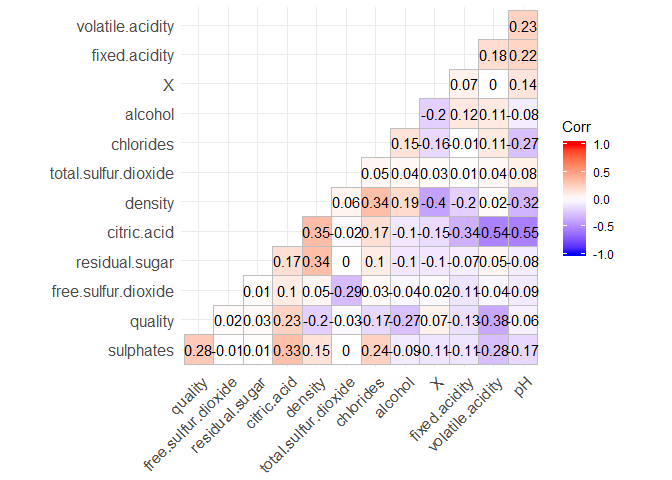 volatile.acidity 0.23
fixed.acidity 0.18 0.22
X 0.07 0 0.14
alcohol -0.2 0.12 0.11 -0.08
chlorides 0.15 -0.16 -0.01 0.11 -0.27
total.sulfur.dioxide 0.05 0.04 0.03 0.01 0.04 0.08
density 0.06 0.34 0.19 -0.4 -0.2 0.02 -0.32
citric.acid 0.35 -0.02 0.17 -0.1 -0.15 -0.34 -0.54 -0.55
residual.sugar 0.17 0.34 0 0.1 -0.1 -0.1 -0.07 -0.05 -0.08
free.sulfur.dioxide 0.01 0.1 0.05 -0.29 0.03 -0.04 0.02 -0.11 -0.04 -0.09
quality 0.02 0.03 0.23 -0.2 -0.03 -0.17 -0.27 0.07 -0.13 -0.38 -0.06
sulphates 0.28 -0.01 0.01 0.33 0.15 0 0.24 -0.09 -0.11 -0.11 -0.28 -0.17
quality
free.sulfur.dioxide
residual.sugar
citric.acid
density
total.sulfur.dioxide
chlorides
alcohol
X
fixed.acidity
volatile.acidity
pH
Corr
1.0
0.5
0.0
-0.5
-1.0